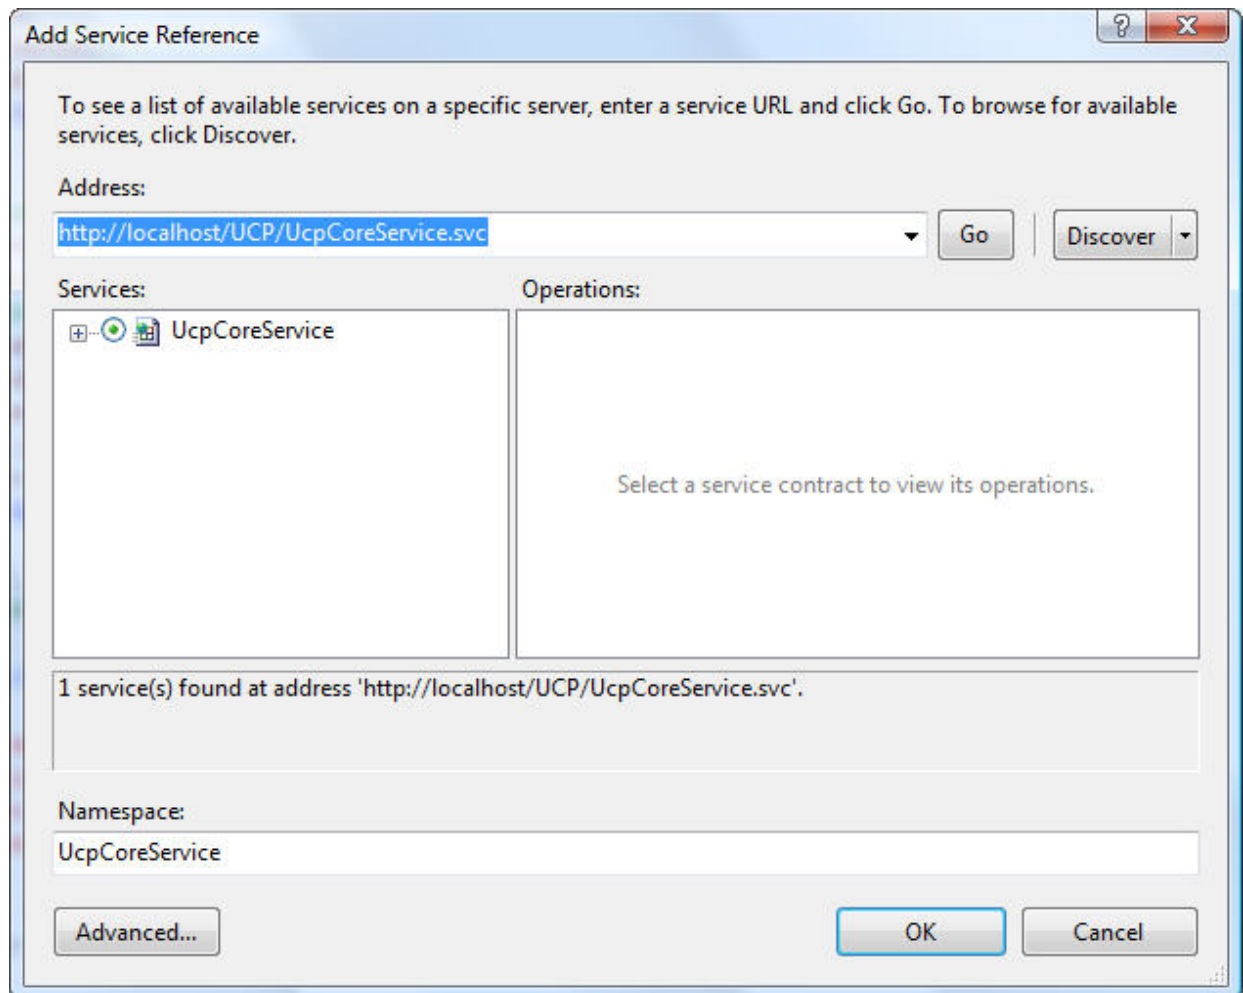 Add Service Reference
To see a list of available services on a specific server, enter a service URL and click Go. To browse for available
services, click Discover.
Address:
http://localhost/UCP/UcpCoreService.svc
Go
Discover
Services:
Operations:
UcpCoreService
Select a service contract to view its operations.
1 service(s) found at address 'http://localhost/UCP/UcpCoreService.svc'.
Namespace:
UcpCoreService
Advanced...
OK
Cancel